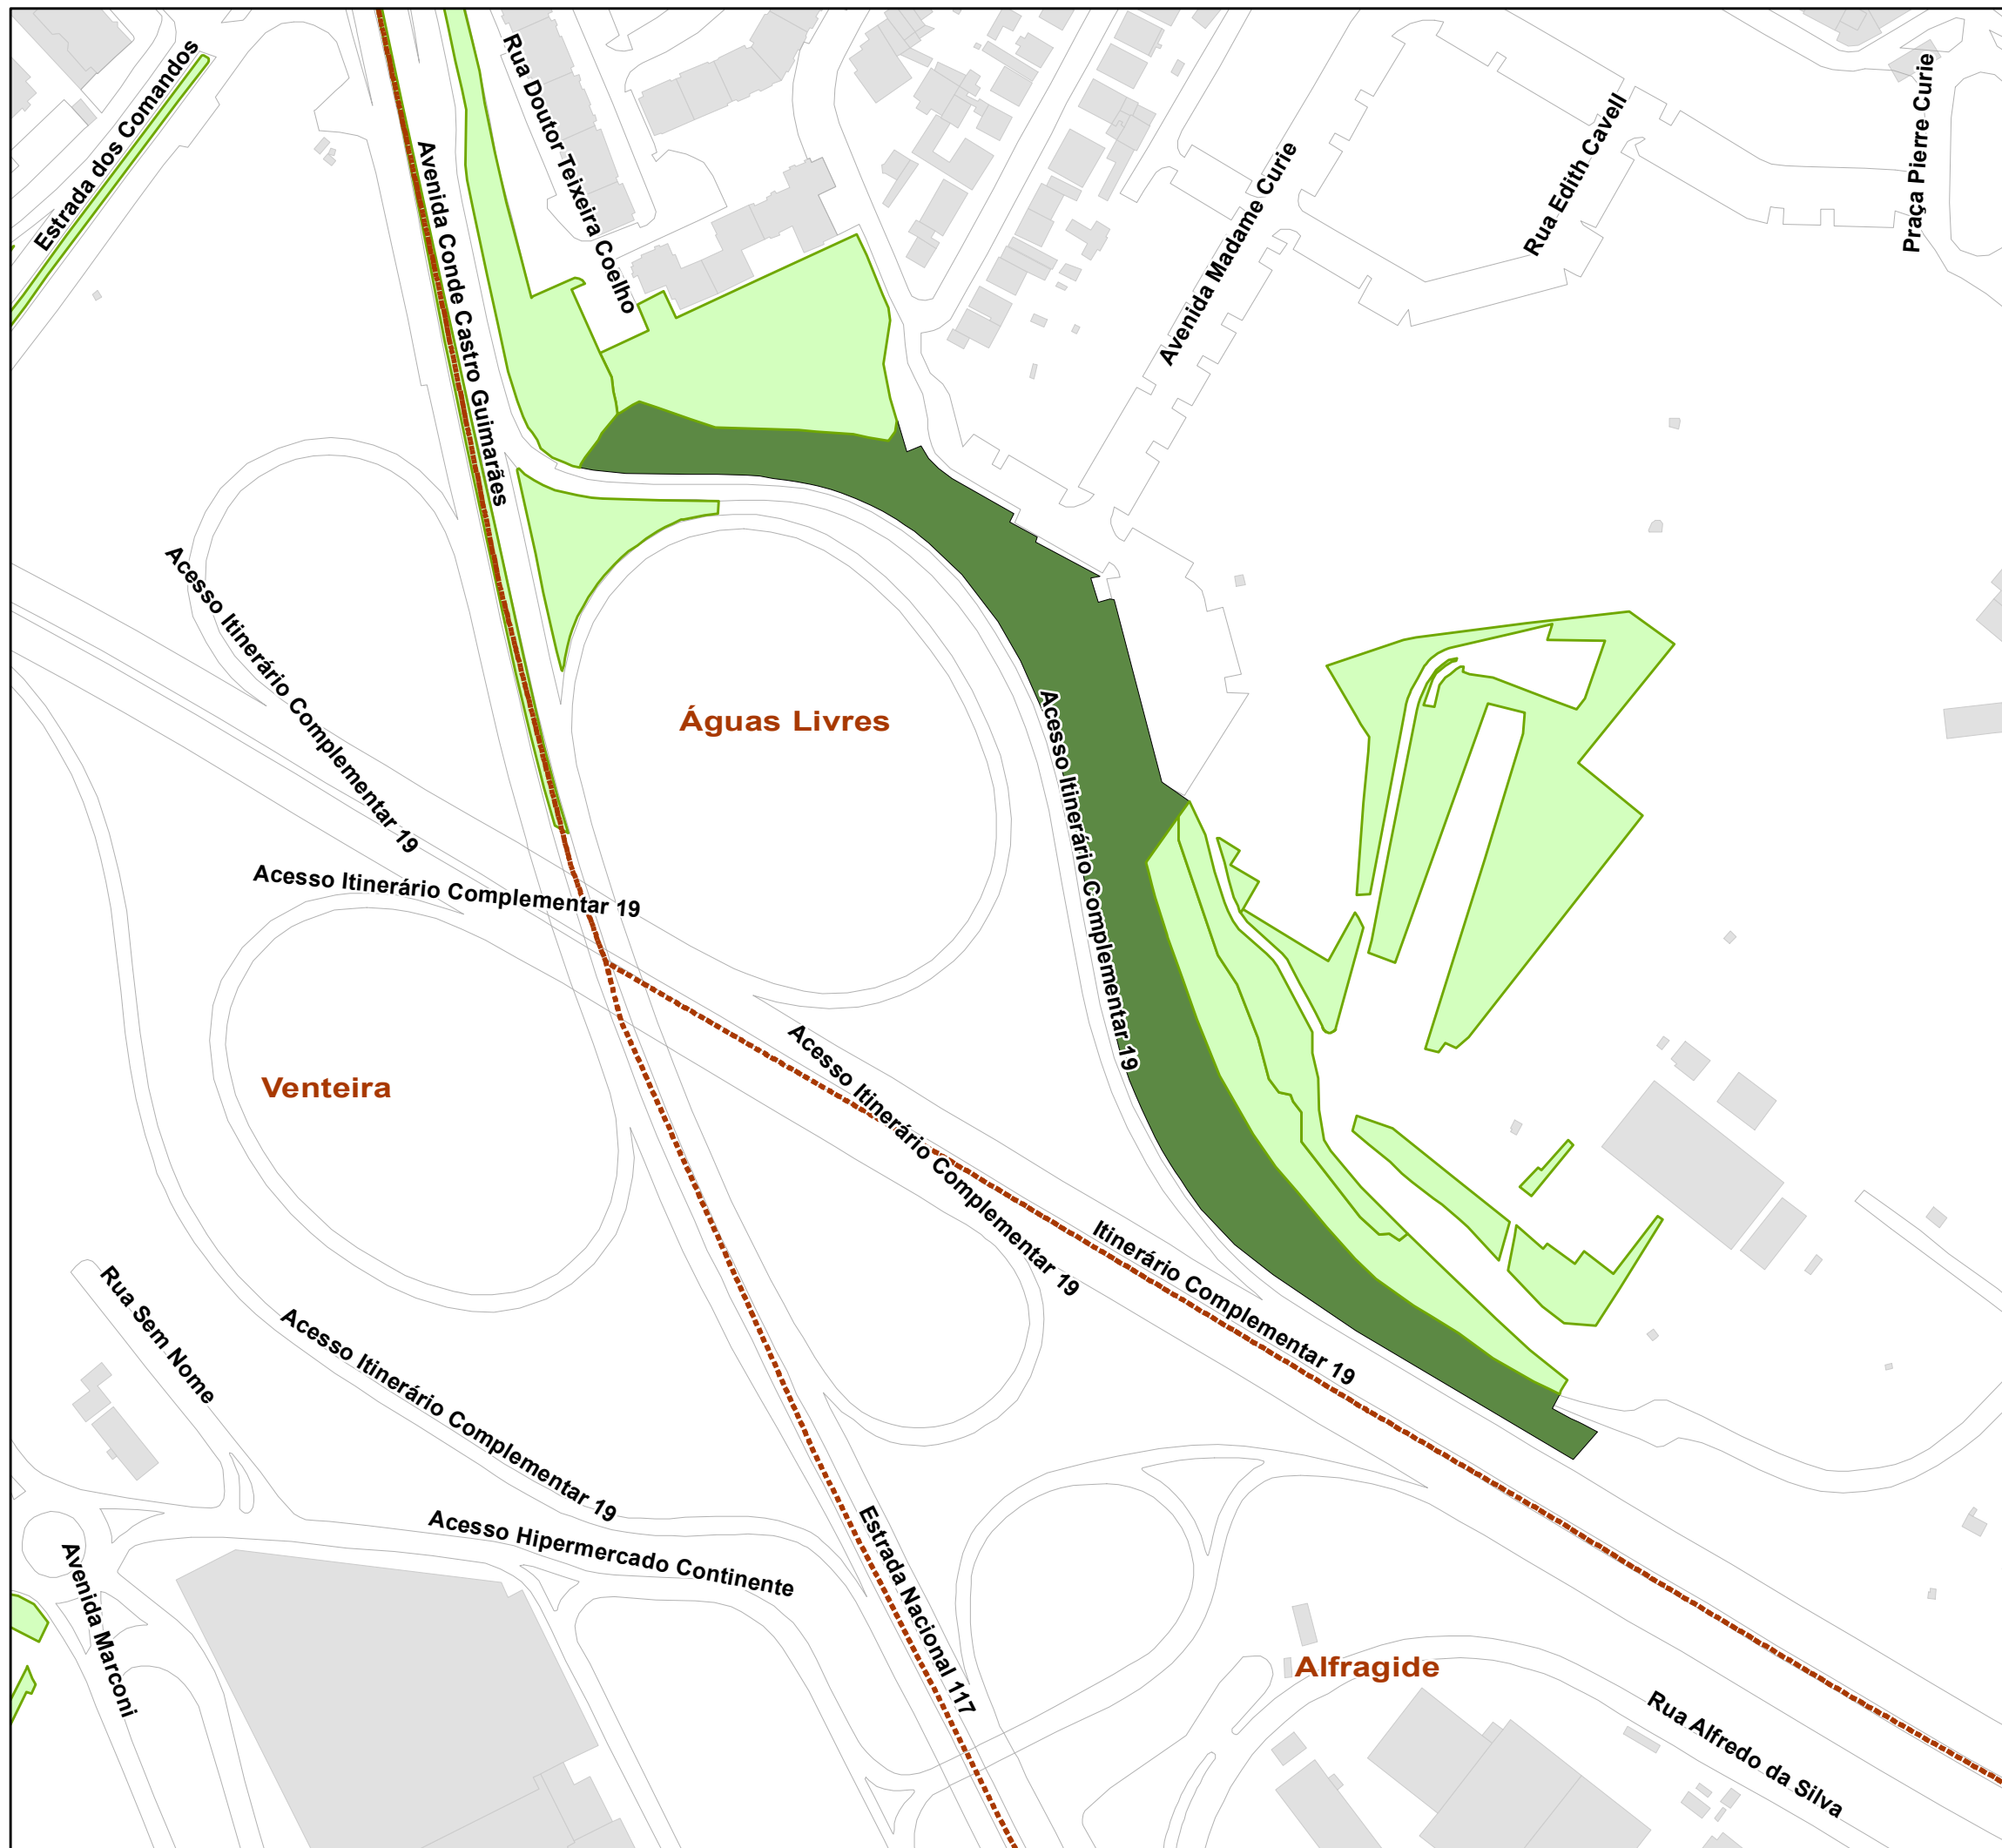 Estrada dos Comandos
Rua Doutor Teixeira Coelho
Avenida Conde Castro Guimarães
Avenida Madame Curie
Rua Edith Cavell
Praça Pierre Curie
Acesso Itinerário Complementar 19
Águas Livres
Acesso Itinerário Complementar 19
Acesso Itinerário Complementar 19
Venteira
Acesso Itinerário Complementar 19
Itinerário Complementar 19
Rua Sem Nome
Acesso Itinerário Complementar 19
Acesso Hipermercado Continente
Estrada Nacional 117
Avenida Marconi
Alfragide
Rua Alfredo da Silva